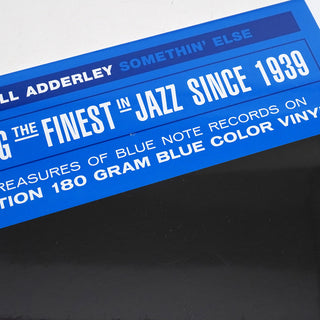 LL ADDERLEY SOMETHIN' ELSE
G THE FINEST IN JAZZ SINCE 1939
REASURES OF BLUE NOTE RECORDS ON
TION 180 GRAM BLUE COLOR VINY